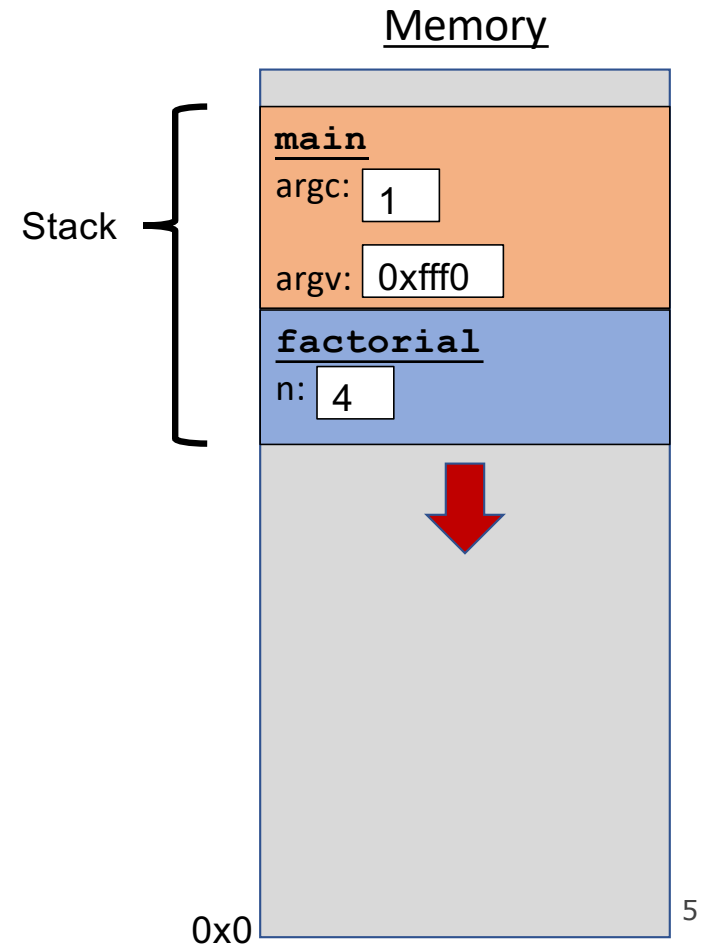 Memory
main
argc: 1
Stack
argv: 0xfff0
factorial
n: 4
0x0
5